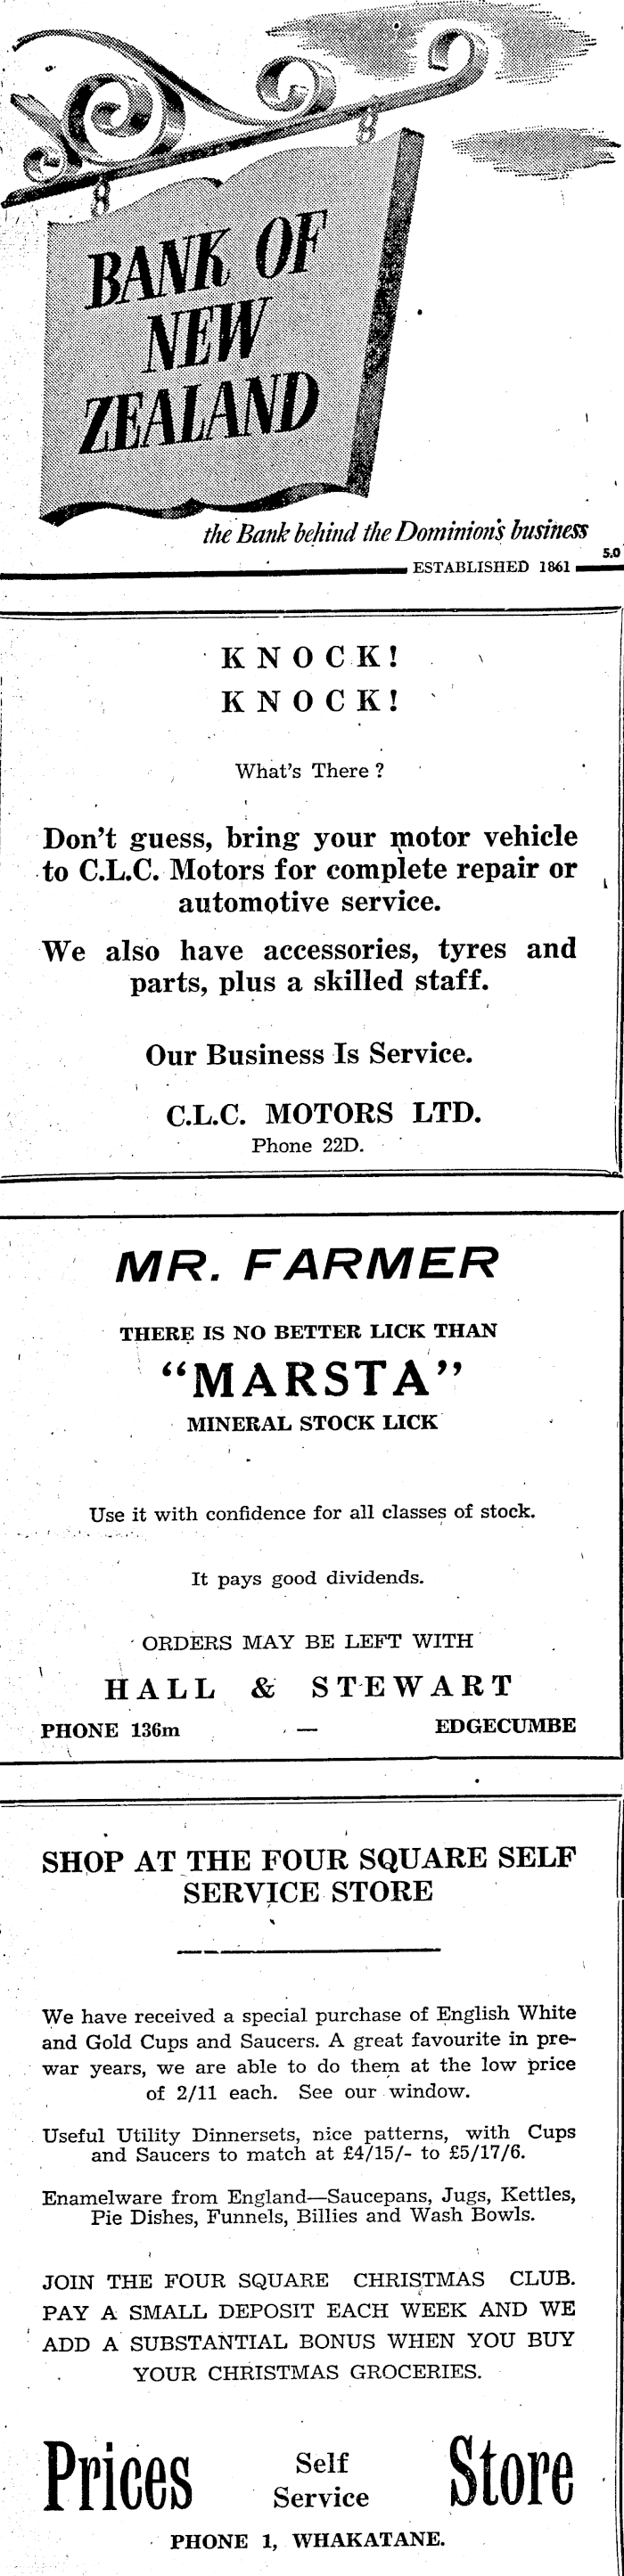 BANK OF
NEW
ZEALAND
the Bank behind the Dominion's business
5.0
ESTABLISHED 1861
KNOCK!
KNOCK!
What's There ?
Don't guess, bring your motor vehicle
to C.L.C. Motors for complete repair or
automotive service.
We also have accessories, tyres and
parts, plus a skilled staff.
Our Business Is Service.
C.L.C. MOTORS LTD.
Phone 22D.
MR. FARMER
THERE IS NO BETTER LICK THAN
"MARSTA"
MINERAL STOCK LICK
Use it with confidence for all classes of stock.
It pays good dividends.
ORDERS MAY BE LEFT WITH
HALL & STEWART
PHONE 136m — EDGECUMBE
SHOP AT THE FOUR SQUARE SELF
SERVICE STORE
We have received a special purchase of English White
and Gold Cups and Saucers. A great favourite in pre-
war years, we are able to do them at the low price
of 2/11 each. See our window.
Useful Utility Dinnersets, nice patterns, with Cups
and Saucers to match at £4/15/- to £5/17/6.
Enamelware from England—Saucepans, Jugs, Kettles,
Pie Dishes, Funnels, Billies and Wash Bowls.
JOIN THE FOUR SQUARE CHRISTMAS CLUB.
PAY A SMALL DEPOSIT EACH WEEK AND WE
ADD A SUBSTANTIAL BONUS WHEN YOU BUY
YOUR CHRISTMAS GROCERIES.
Prices Self Service Store
PHONE 1, WHAKATANE.